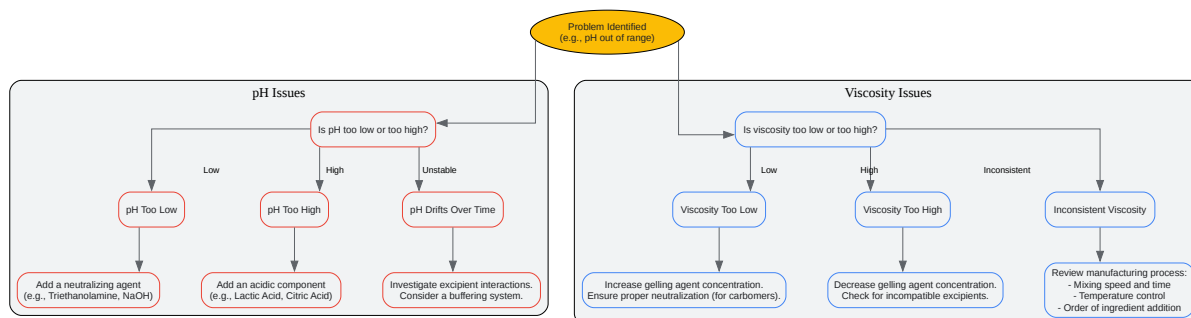 Problem Identified
(e.g., pH out of range)
pH Issues
Is pH too low or too high?
Low
High
Unstable
pH Too Low
pH Too High
pH Drifts Over Time
Add a neutralizing agent
(e.g., Triethanolamine, NaOH)
Add an acidic component
(e.g., Lactic Acid, Citric Acid)
Investigate excipient interactions.
Consider a buffering system.
Viscosity Issues
Is viscosity too low or too high?
Low
High
Inconsistent
Viscosity Too Low
Viscosity Too High
Inconsistent Viscosity
Increase gelling agent concentration.
Ensure proper neutralization (for carbomers).
Decrease gelling agent concentration.
Check for incompatible excipients.
Review manufacturing process:
- Mixing speed and time
- Temperature control
- Order of ingredient addition